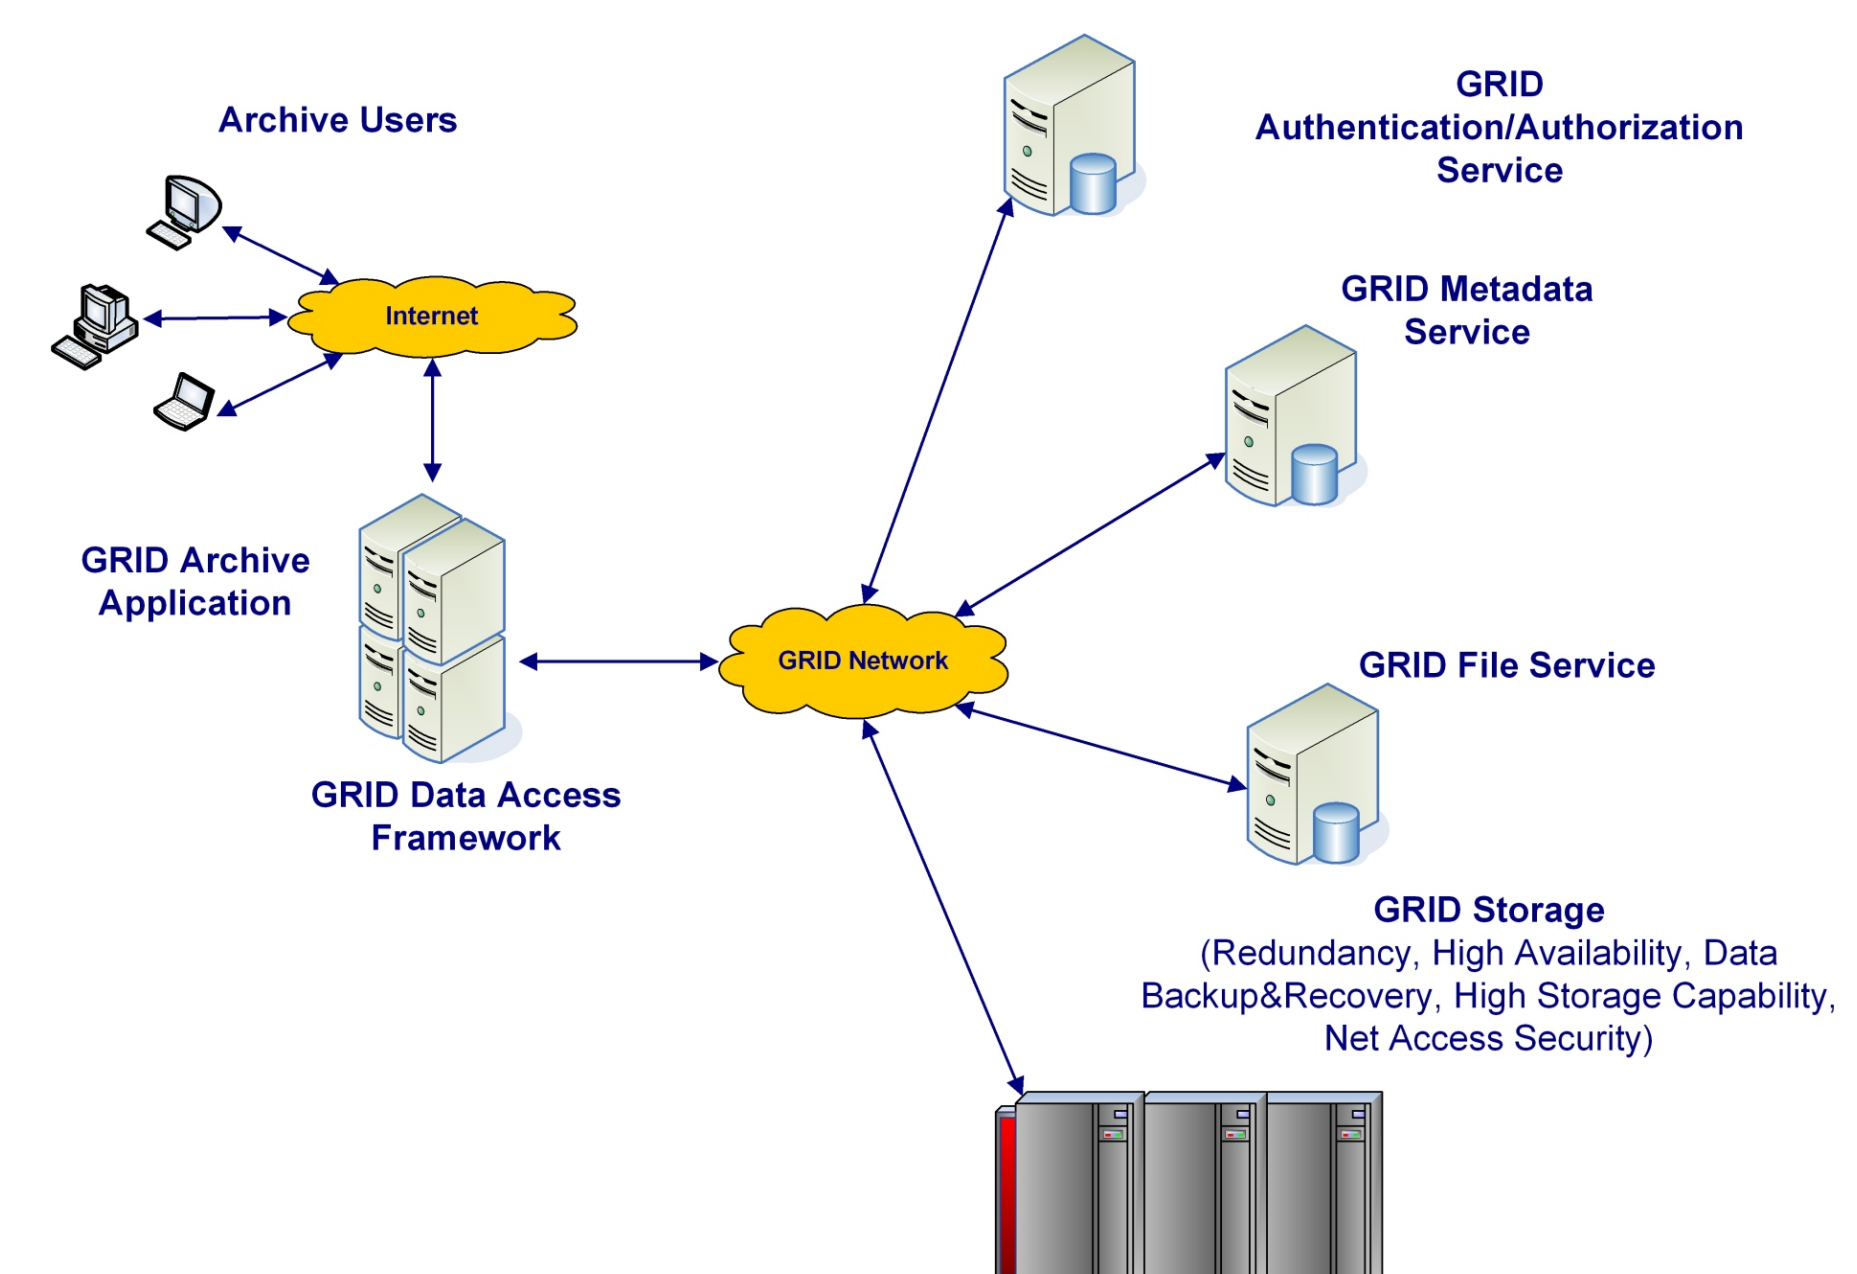 Archive Users
Internet
GRID Archive
Application
GRID Data Access
Framework
GRID Network
GRID
Authentication/Authorization
Service
GRID Metadata
Service
GRID File Service
GRID Storage
(Redundancy, High Availability, Data
Backup&Recovery, High Storage Capability,
Net Access Security)